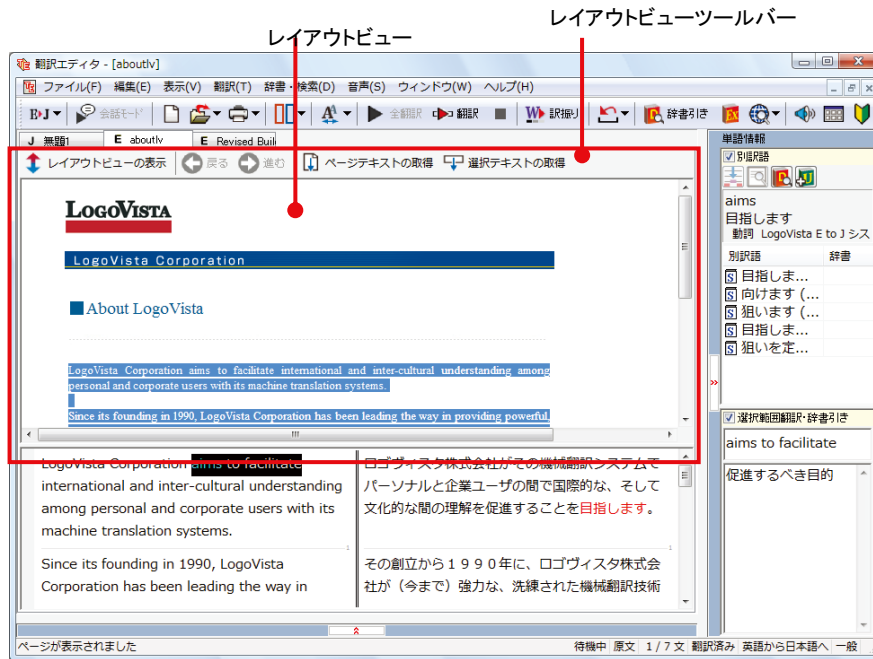 レイアウトビューツールバー
レイアウトビュー
翻訳エディタ - [aboutlv]
ファイル(F) 編集(E) 表示(V) 翻訳(T) 辞書・検索(D) 音声(S) ウィンドウ(W) ヘルプ(H)
E›J 会話モード 全翻訳 翻訳 訳振り 辞書引き
J 無題1 E aboutlv E Revised Buil
レイアウトビューの表示 戻る 進む ページテキストの取得 選択テキストの取得
LOGOVISTA
LogoVista Corporation
About LogoVista
LogoVista Corporation aims to facilitate international and inter-cultural understanding among
personal and corporate users with its machine translation systems.
Since its founding in 1990, LogoVista Corporation has been leading the way in providing powerful,
LogoVista Corporation aims to facilitate
international and inter-cultural understanding
among personal and corporate users with its
machine translation systems.
Since its founding in 1990, LogoVista
Corporation has been leading the way in
ロゴヴィスタ株式会社がその機械翻訳システムで
パーソナルと企業ユーザの間で国際的な、そして
文化的な間の理解を促進することを目指します。
その創立から1990年に、ロゴヴィスタ株式会
社が(今まで)強力な、洗練された機械翻訳技術
単語情報
別訳語
aims
目指します
動詞 LogoVista E to J シス
別訳語 辞書
S 目指しま...
S 向けます (...
S 狙います (...
S 目指しま...
S 狙いを定...
選択範囲翻訳・辞書引き
aims to facilitate
促進するべき目的
ページが表示されました 待機中 原文 1 / 7 文 翻訳済み 英語から日本語へ 一般